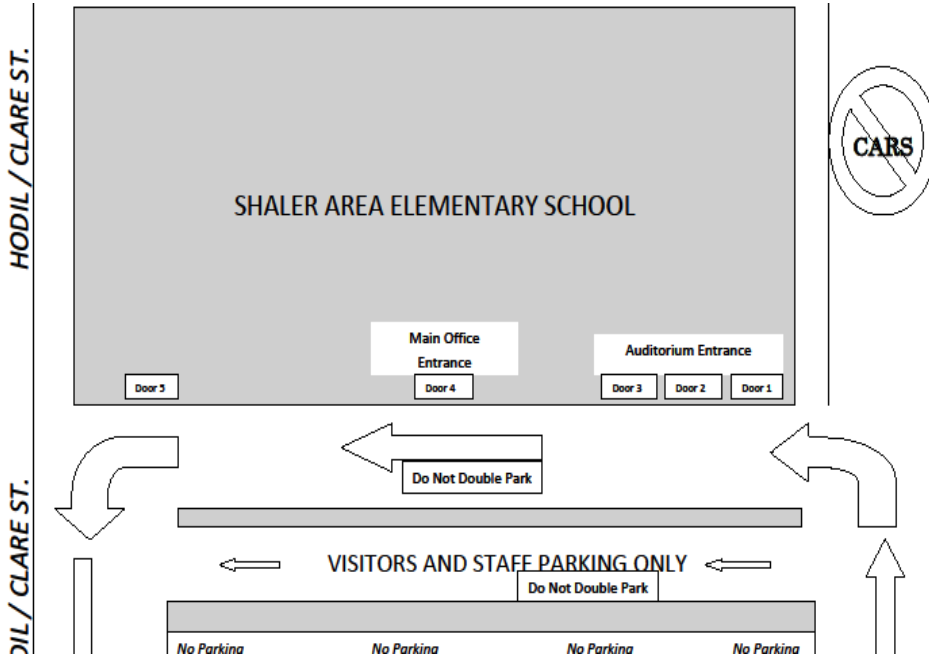 HODIL / CLARE ST.
CARS
SHALER AREA ELEMENTARY SCHOOL
Main Office
Entrance
Auditorium Entrance
Door 5
Door 4
Door 3
Door 2
Door 1
Do Not Double Park
CLARE ST.
VISITORS AND STAFF PARKING ONLY
Do Not Double Park
No Parking
No Parking
No Parking
No Parking